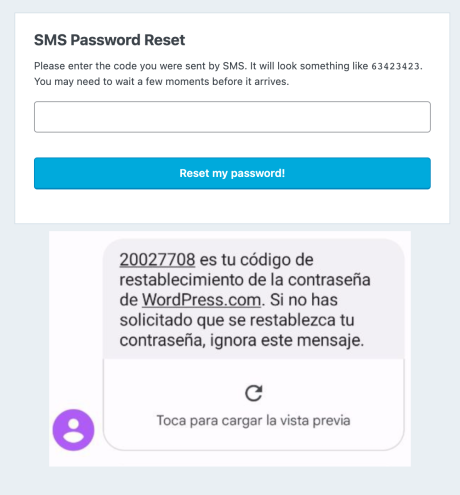 SMS Password Reset
Please enter the code you were sent by SMS. It will look something like 63423423.
You may need to wait a few moments before it arrives.
Reset my password!
20027708 es tu código de
restablecimiento de la contraseña
de WordPress.com. Si no has
solicitado que se restablezca tu
contraseña, ignora este mensaje.
Toca para cargar la vista previa